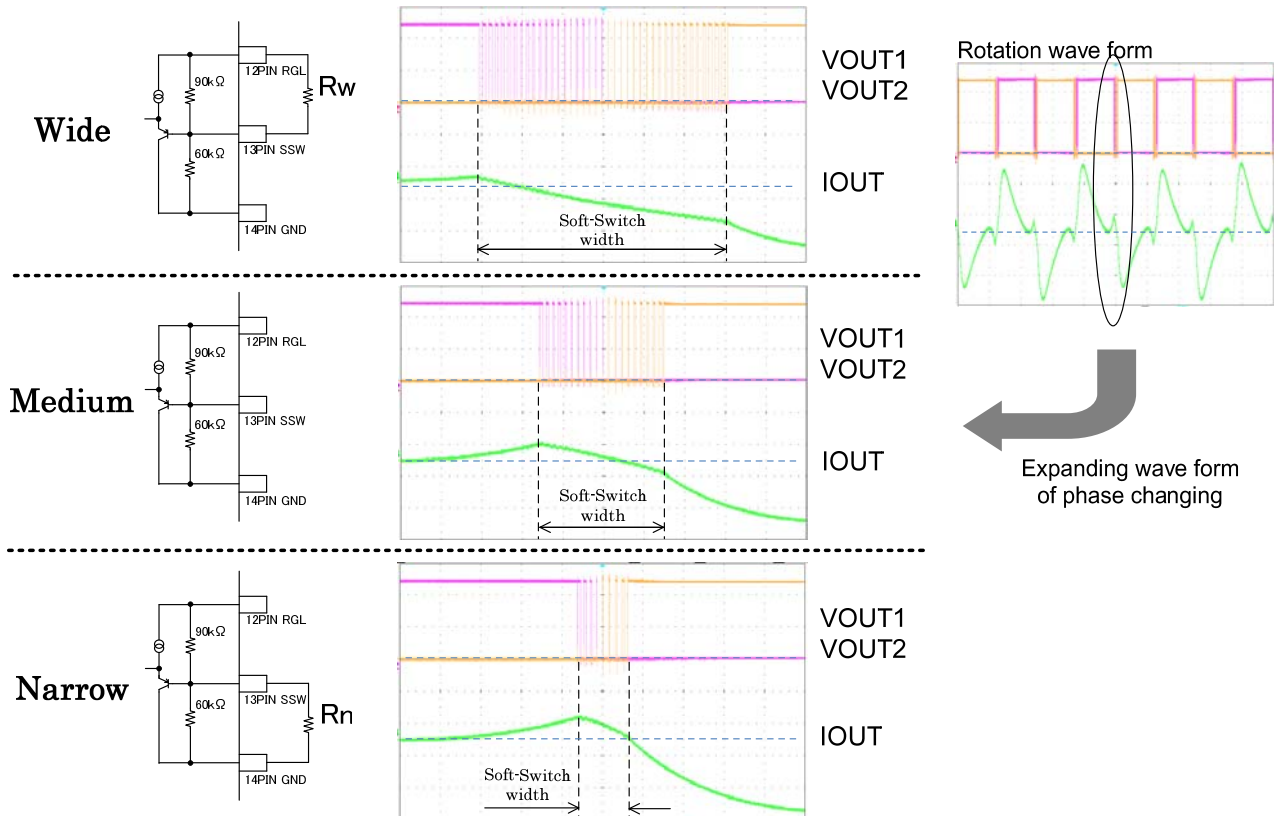 Wide
90kΩ
60kΩ
12PIN RGL
13PIN SSW
14PIN GND
Rw
Soft-Switch
width
VOUT1
VOUT2
IOUT
Rotation wave form
Medium
90kΩ
60kΩ
12PIN RGL
13PIN SSW
14PIN GND
Soft-Switch
width
VOUT1
VOUT2
IOUT
Expanding wave form
of phase changing
Narrow
90kΩ
60kΩ
12PIN RGL
13PIN SSW
14PIN GND
Rn
Soft-Switch
width
VOUT1
VOUT2
IOUT